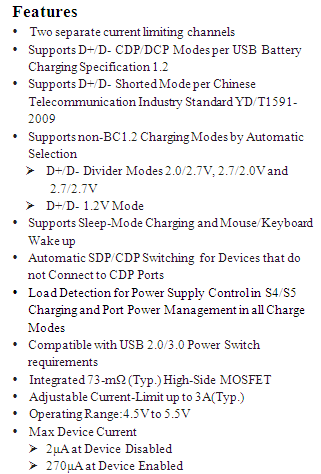 Features
• Two separate current limiting channels
• Supports D+/D- CDP/DCP Modes per USB Battery
Charging Specification 1.2
• Supports D+/D- Shorted Mode per Chinese
Telecommunication Industry Standard YD/T1591-
2009
• Supports non-BC1.2 Charging Modes by Automatic
Selection
➢ D+/D- Divider Modes 2.0/2.7V, 2.7/2.0V and
2.7/2.7V
➢ D+/D- 1.2V Mode
• Supports Sleep-Mode Charging and Mouse/Keyboard
Wake up
• Automatic SDP/CDP Switching for Devices that do
not Connect to CDP Ports
• Load Detection for Power Supply Control in S4/S5
Charging and Port Power Management in all Charge
Modes
• Compatible with USB 2.0/3.0 Power Switch
requirements
• Integrated 73-mΩ (Typ.) High-Side MOSFET
• Adjustable Current-Limit up to 3A(Typ.)
• Operating Range:4.5V to 5.5V
• Max Device Current
➢ 2μA at Device Disabled
➢ 270μA at Device Enabled